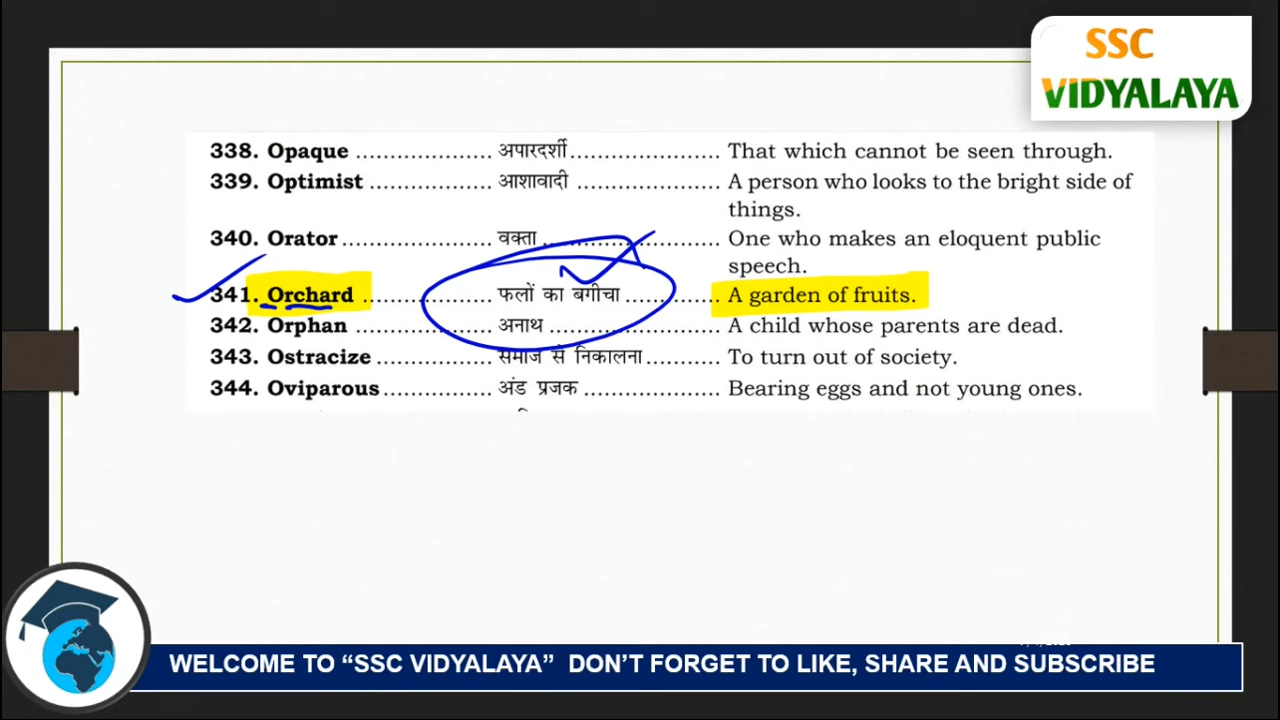 SSC
VIDYALAYA
338. Opaque .................... अपारदर्शी...................... That which cannot be seen through.
339. Optimist .................. आशावादी ..................... A person who looks to the bright side of
things.
340. Orator...................... वक्ता .......................... One who makes an eloquent public
speech.
341. Orchard ................... फलों का बगीचा .............. A garden of fruits.
342. Orphan .................... अनाथ ......................... A child whose parents are dead.
343. Ostracize ................. समाज से निकालना........... To turn out of society.
344. Oviparous................ अंड प्रजक .................... Bearing eggs and not young ones.
WELCOME TO “SSC VIDYALAYA” DON’T FORGET TO LIKE, SHARE AND SUBSCRIBE